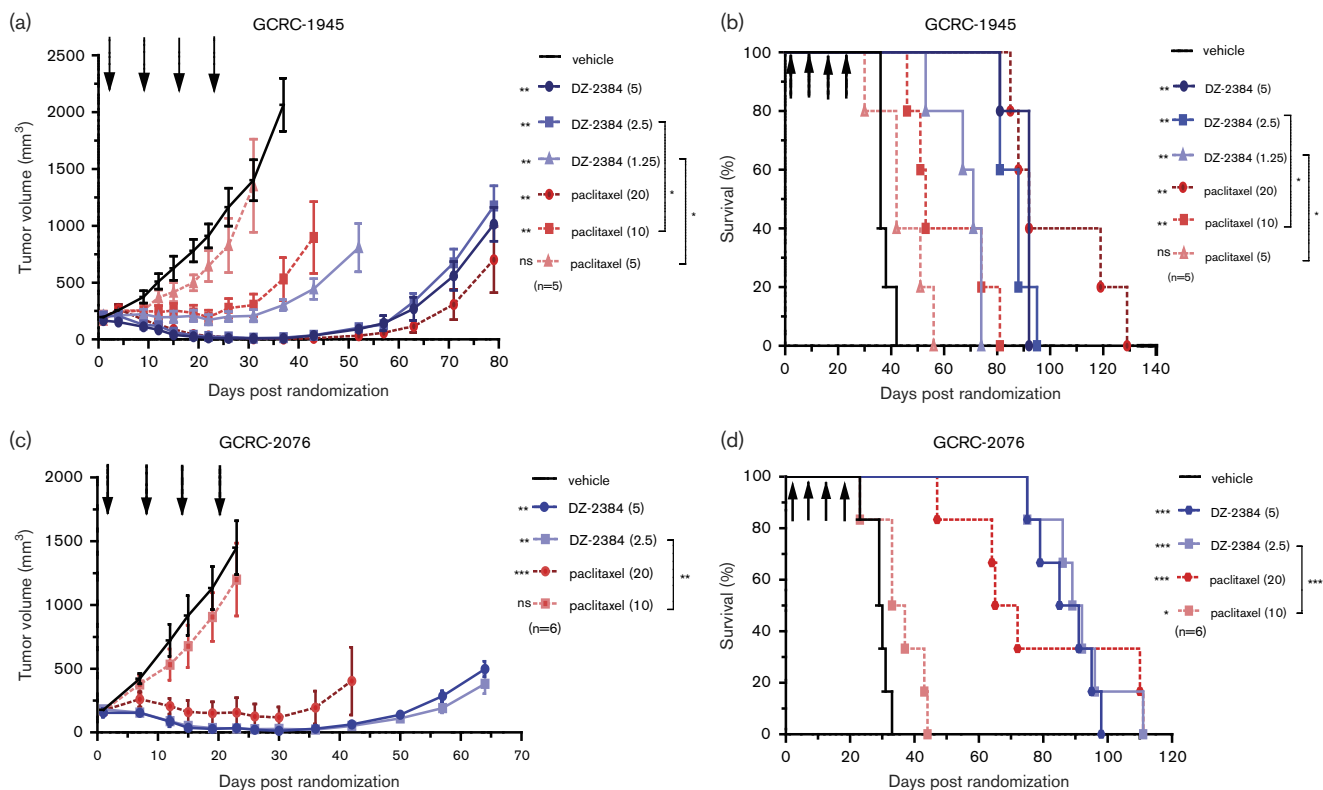 (a)
GCRC-1945
Tumor volume (mm³)
2500
2000
1500
1000
500
250
0
0 10 20 30 40 50 60 70 80
Days post randomization
vehicle
** DZ-2384 (5)
** DZ-2384 (2.5)
** DZ-2384 (1.25)
** paclitaxel (20)
** paclitaxel (10)
ns paclitaxel (5)
(n=5)
*
*
(b)
GCRC-1945
Survival (%)
100
80
60
40
20
0
0 20 40 60 80 100 120 140
Days post randomization
vehicle
** DZ-2384 (5)
** DZ-2384 (2.5)
** DZ-2384 (1.25)
** paclitaxel (20)
** paclitaxel (10)
ns paclitaxel (5)
(n=5)
*
*
(c)
GCRC-2076
Tumor volume (mm³)
2000
1500
1000
500
0
0 10 20 30 40 50 60 70
Days post randomization
vehicle
** DZ-2384 (5)
** DZ-2384 (2.5)
*** paclitaxel (20)
ns paclitaxel (10)
(n=6)
**
(d)
GCRC-2076
Survival (%)
100
80
60
40
20
0
0 20 40 60 80 100 120
Days post randomization
vehicle
*** DZ-2384 (5)
*** DZ-2384 (2.5)
*** paclitaxel (20)
* paclitaxel (10)
(n=6)
***